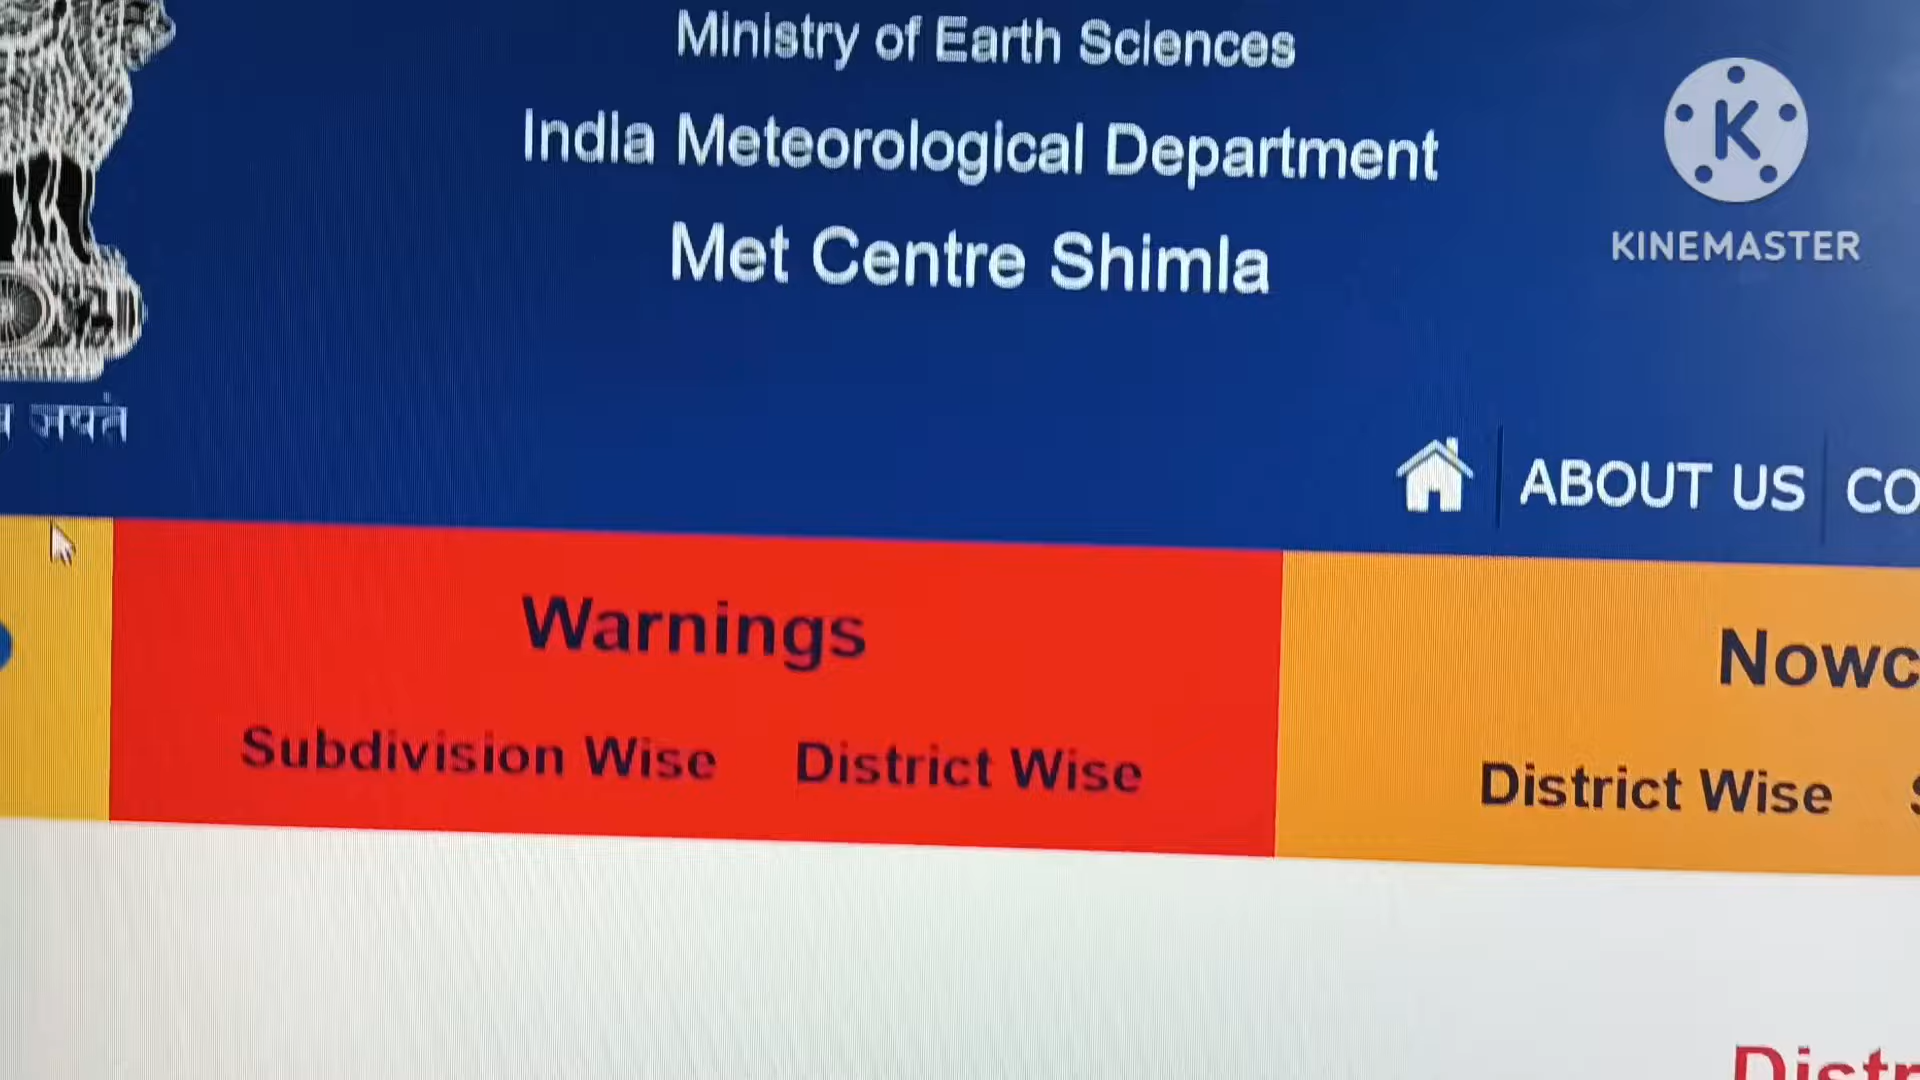 Ministry of Earth Sciences
India Meteorological Department
Met Centre Shimla
K
KINEMASTER
जयते
ABOUT US
Warnings
Subdivision Wise District Wise
District Wise